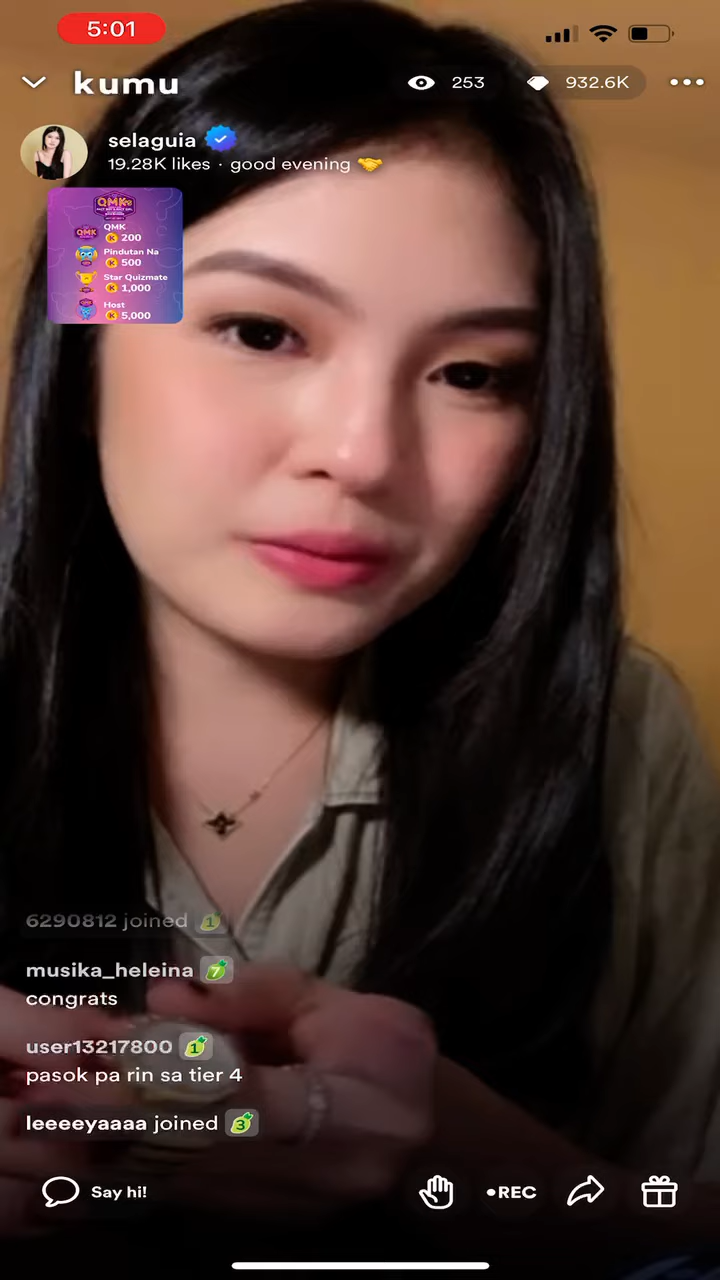 5:01
kumu
253
932.6K
selaguia
19.28K likes · good evening 🤝
QMK
QMK
QMK
200
Pindutan Na
500
Star Quizmate
1,000
Host
5,000
6290812 joined 1
musika_heleina 7
congrats
user13217800 1
pasok pa rin sa tier 4
leeeeyaaaa joined 3
Say hi!
•REC